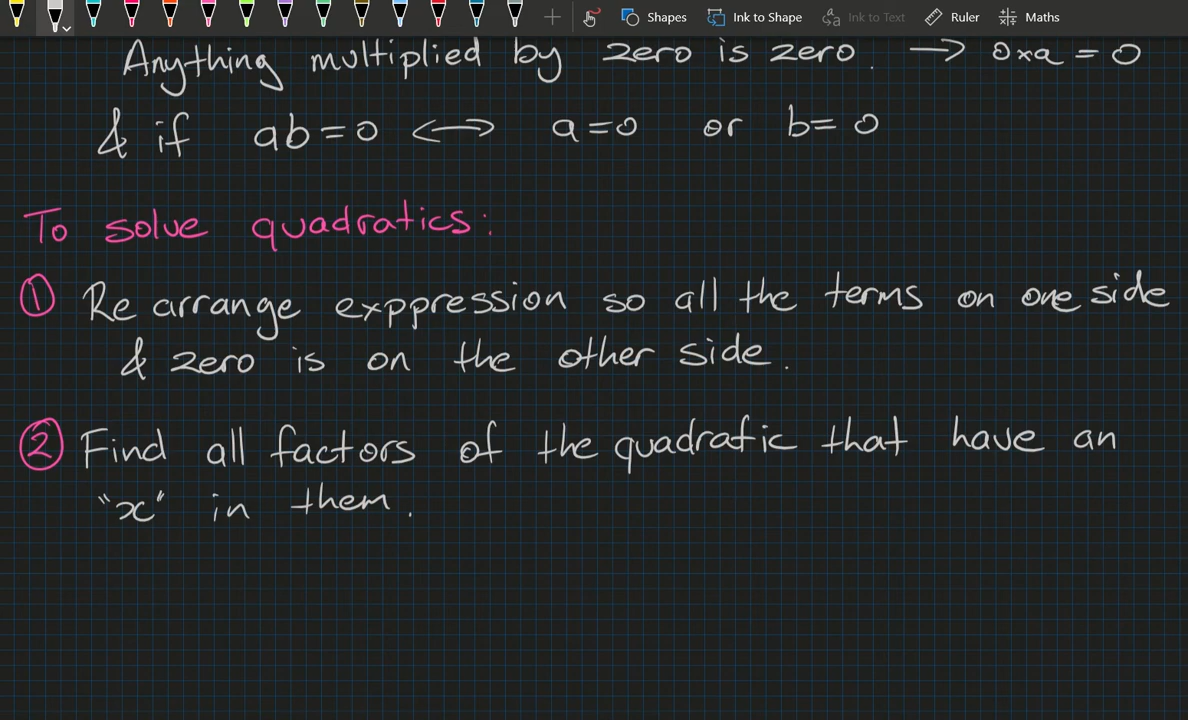 Shapes Ink to Shape Ink to Text Ruler Maths
Anything multiplied by zero is zero. → 0×a = 0
& if ab=0 ↔ a=0 or b=0
To solve quadratics:
① Re arrange exppression so all the terms on one side
& zero is on the other side.
② Find all factors of the quadratic that have an
"x" in them.